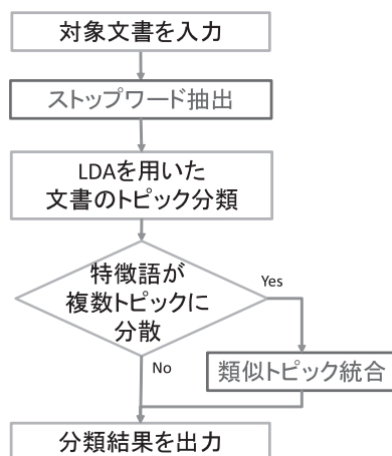 対象文書を入力
ストップワード抽出
LDAを用いた
文書のトピック分類
特徴語が
複数トピックに
分散
Yes
No
類似トピック統合
分類結果を出力